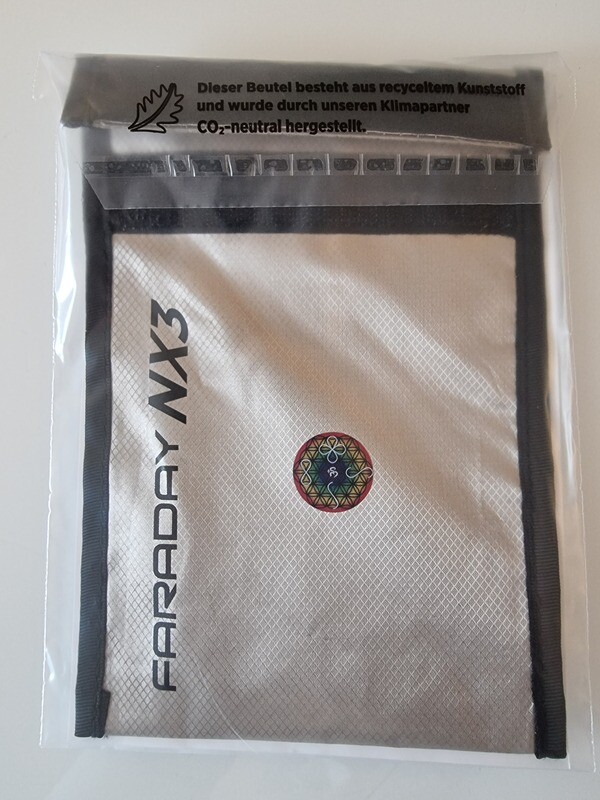 Dieser Beutel besteht aus recyceltem Kunststoff
und wurde durch unseren Klimapartner
CO₂-neutral hergestellt.
FARADAY NX3